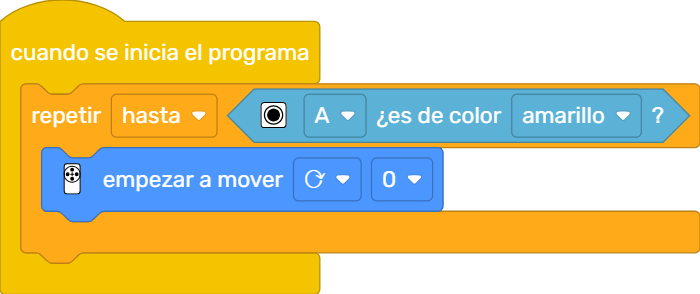 cuando se inicia el programa
repetir hasta A ¿es de color amarillo ?
empezar a mover 0